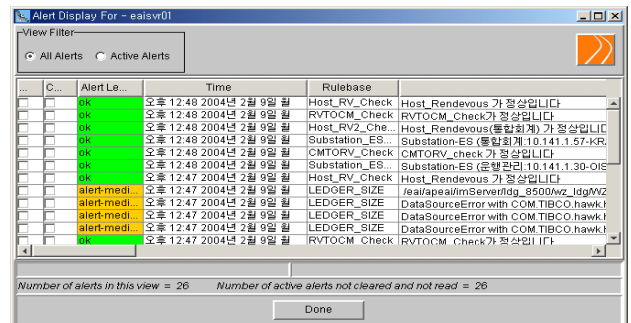 Alert Display For - eaisvr01
View Filter
All Alerts Active Alerts
... C... Alert Le... Time Rulebase
ok 오후 12:48 2004년 2월 9일 월 Host_RV_Check Host_Rendevous 가 정상입니다
ok 오후 12:48 2004년 2월 9일 월 RVTOCM_Check RVTOCM_Check가 정상입니다
ok 오후 12:48 2004년 2월 9일 월 Host_RV2_Che... Host_Rendevous(통합회계) 가 정상입니다
ok 오후 12:48 2004년 2월 9일 월 Substation_ES... Substation-ES (통합회계:10.141.1.57-KR
ok 오후 12:48 2004년 2월 9일 월 CMTORV_Check CMTORV_check 가 정상입니다
ok 오후 12:48 2004년 2월 9일 월 Substation_ES... Substation-ES (운행관리:10.141.1.30-OIS
ok 오후 12:47 2004년 2월 9일 월 Host_RV_Check Host_Rendevous 가 정상입니다
alert-medi... 오후 12:47 2004년 2월 9일 월 LEDGER_SIZE /eai/apeai/imServer/ldg_8500/wz_ldg/WZ
alert-medi... 오후 12:47 2004년 2월 9일 월 LEDGER_SIZE DataSourceError with COM.TIBCO.hawk.
alert-medi... 오후 12:47 2004년 2월 9일 월 LEDGER_SIZE DataSourceError with COM.TIBCO.hawk.
alert-medi... 오후 12:47 2004년 2월 9일 월 LEDGER_SIZE DataSourceError with COM.TIBCO.hawk.
ok 오후 12:47 2004년 2월 9일 월 RVTOCM_Check RVTOCM_Check가 정상입니다
Number of alerts in this view = 26 Number of active alerts not cleared and not read = 26
Done